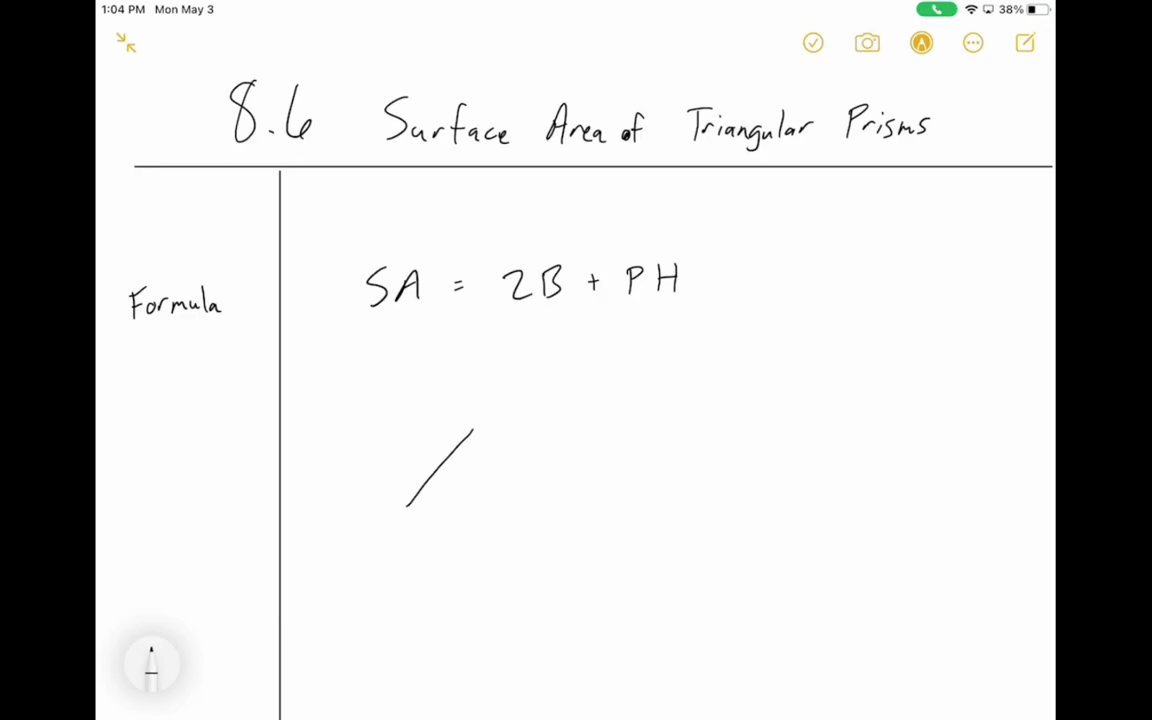 1:04 PM Mon May 3 38%
8.6 Surface Area of Triangular Prisms
SA = 2B + PH
Formula